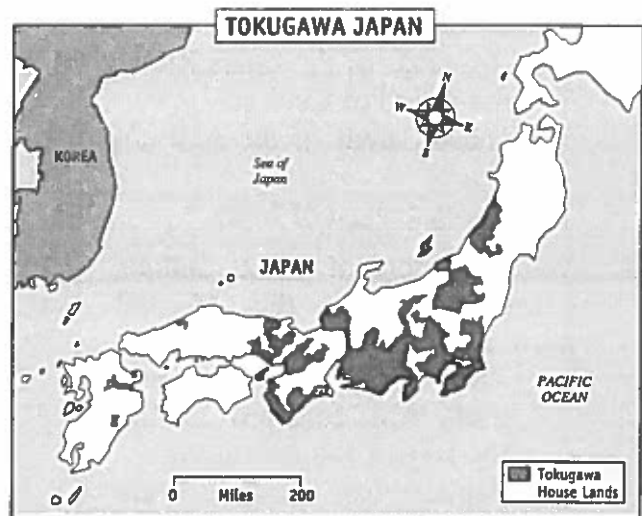 TOKUGAWA JAPAN
N
W
E
S
KOREA
Sea of
Japan
JAPAN
PACIFIC
OCEAN
0
200
Miles
Tokugawa
House Lands